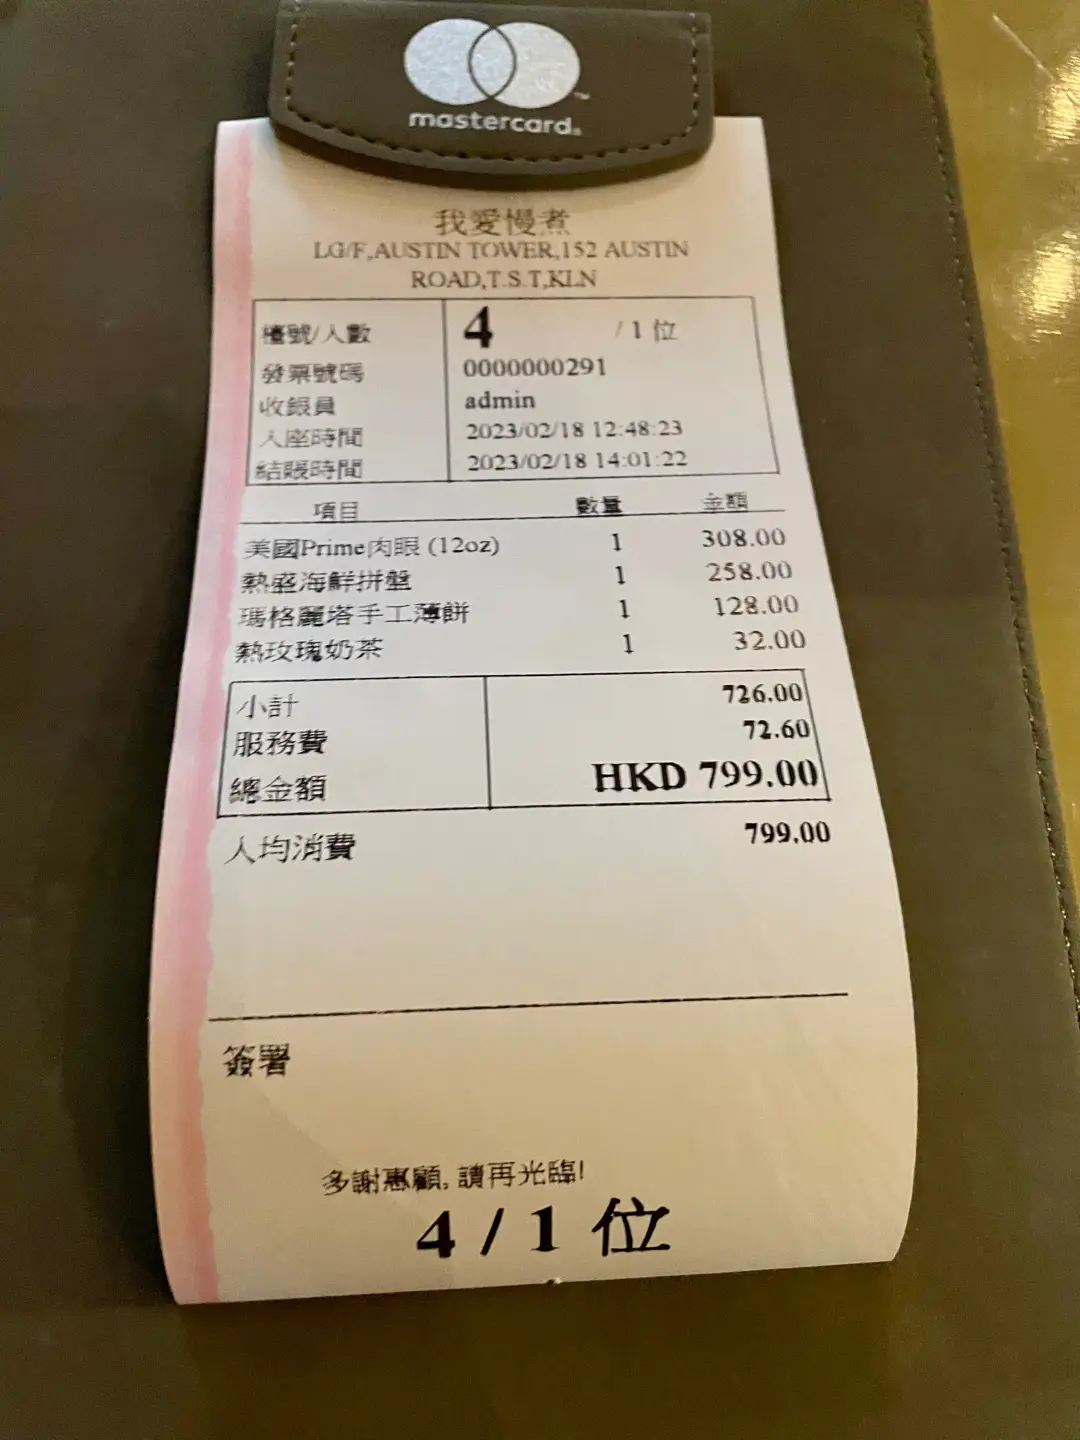 mastercard.
我愛慢煮
LG/F,AUSTIN TOWER,152 AUSTIN
ROAD,T.S.T,KLN
檯號/人數 4 / 1 位
發票號碼 0000000291
收銀員 admin
入座時間 2023/02/18 12:48:23
結賬時間 2023/02/18 14:01:22
項目 數量 金額
美國Prime肉眼 (12oz) 1 308.00
熱盛海鮮拼盤 1 258.00
瑪格麗塔手工薄餅 1 128.00
熱玫瑰奶茶 1 32.00
小計 726.00
服務費 72.60
總金額 HKD 799.00
人均消費 799.00
簽署
多謝惠顧, 請再光臨!
4 / 1 位